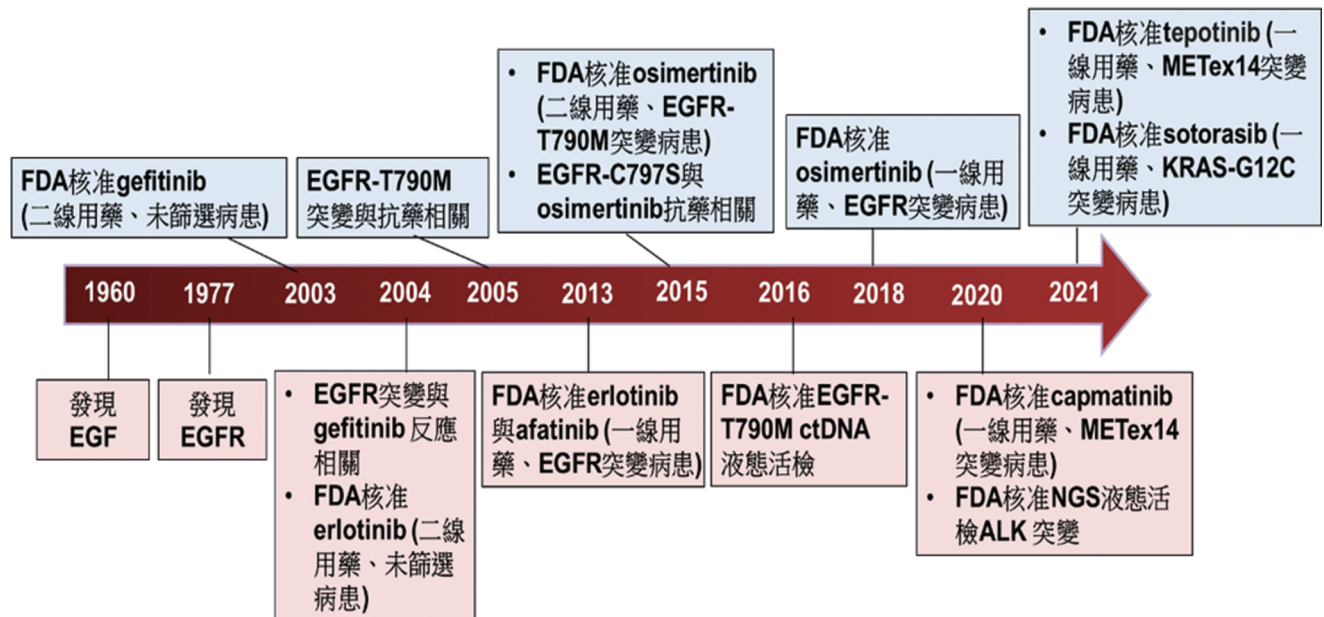 • FDA核准osimertinib
(二線用藥、EGFR-
T790M突變病患)
• EGFR-C797S與
osimertinib抗藥相關
• FDA核准tepotinib (一
線用藥、METex14突變
病患)
• FDA核准sotorasib (一
線用藥、KRAS-G12C
突變病患)
FDA核准gefitinib
(二線用藥、未篩選病患)
EGFR-T790M
突變與抗藥相關
FDA核准
osimertinib (一線用
藥、EGFR突變病患)
1960 1977 2003 2004 2005 2013 2015 2016 2018 2020 2021
發現
EGF
發現
EGFR
• EGFR突變與
gefitinib 反應
相關
• FDA核准
erlotinib (二線
用藥、未篩選
病患)
FDA核准erlotinib
與afatinib (一線用
藥、EGFR突變病患)
FDA核准EGFR-
T790M ctDNA
液態活檢
• FDA核准capmatinib
(一線用藥、METex14
突變病患)
• FDA核准NGS液態活
檢ALK 突變